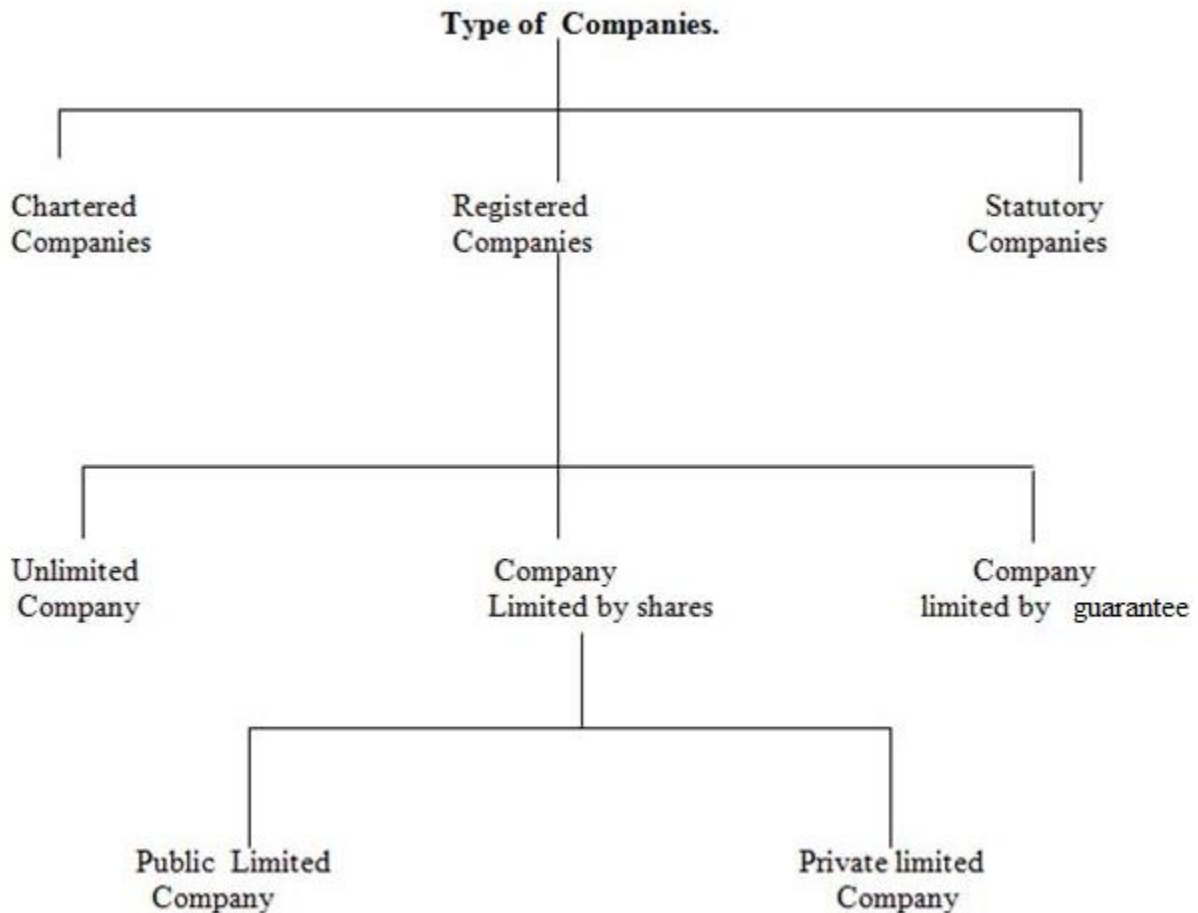 Type of Companies.
Chartered
Companies
Registered
Companies
Statutory
Companies
Unlimited
Company
Company
Limited by shares
Company
limited by guarantee
Public Limited
Company
Private limited
Company